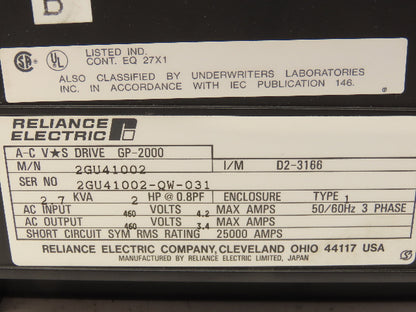 B
LISTED IND.
CONT. EQ 27X1
ALSO CLASSIFIED BY UNDERWRITERS LABORATORIES
INC. IN ACCORDANCE WITH IEC PUBLICATION 146.
RELIANCE
ELECTRIC
A-C V★S DRIVE GP-2000
M/N 2GU41002 I/M D2-3166
SER NO 2GU41002-QW-031
2.7 KVA 2 HP @ 0.8PF ENCLOSURE TYPE 1
AC INPUT 460 VOLTS 4.2 MAX AMPS 50/60Hz 3 PHASE
AC OUTPUT 460 VOLTS 3.4 MAX AMPS
SHORT CIRCUIT SYM RMS RATING 25000 AMPS
RELIANCE ELECTRIC COMPANY, CLEVELAND OHIO 44117 USA
MANUFACTURED BY RELIANCE ELECTRIC LIMITED, JAPAN